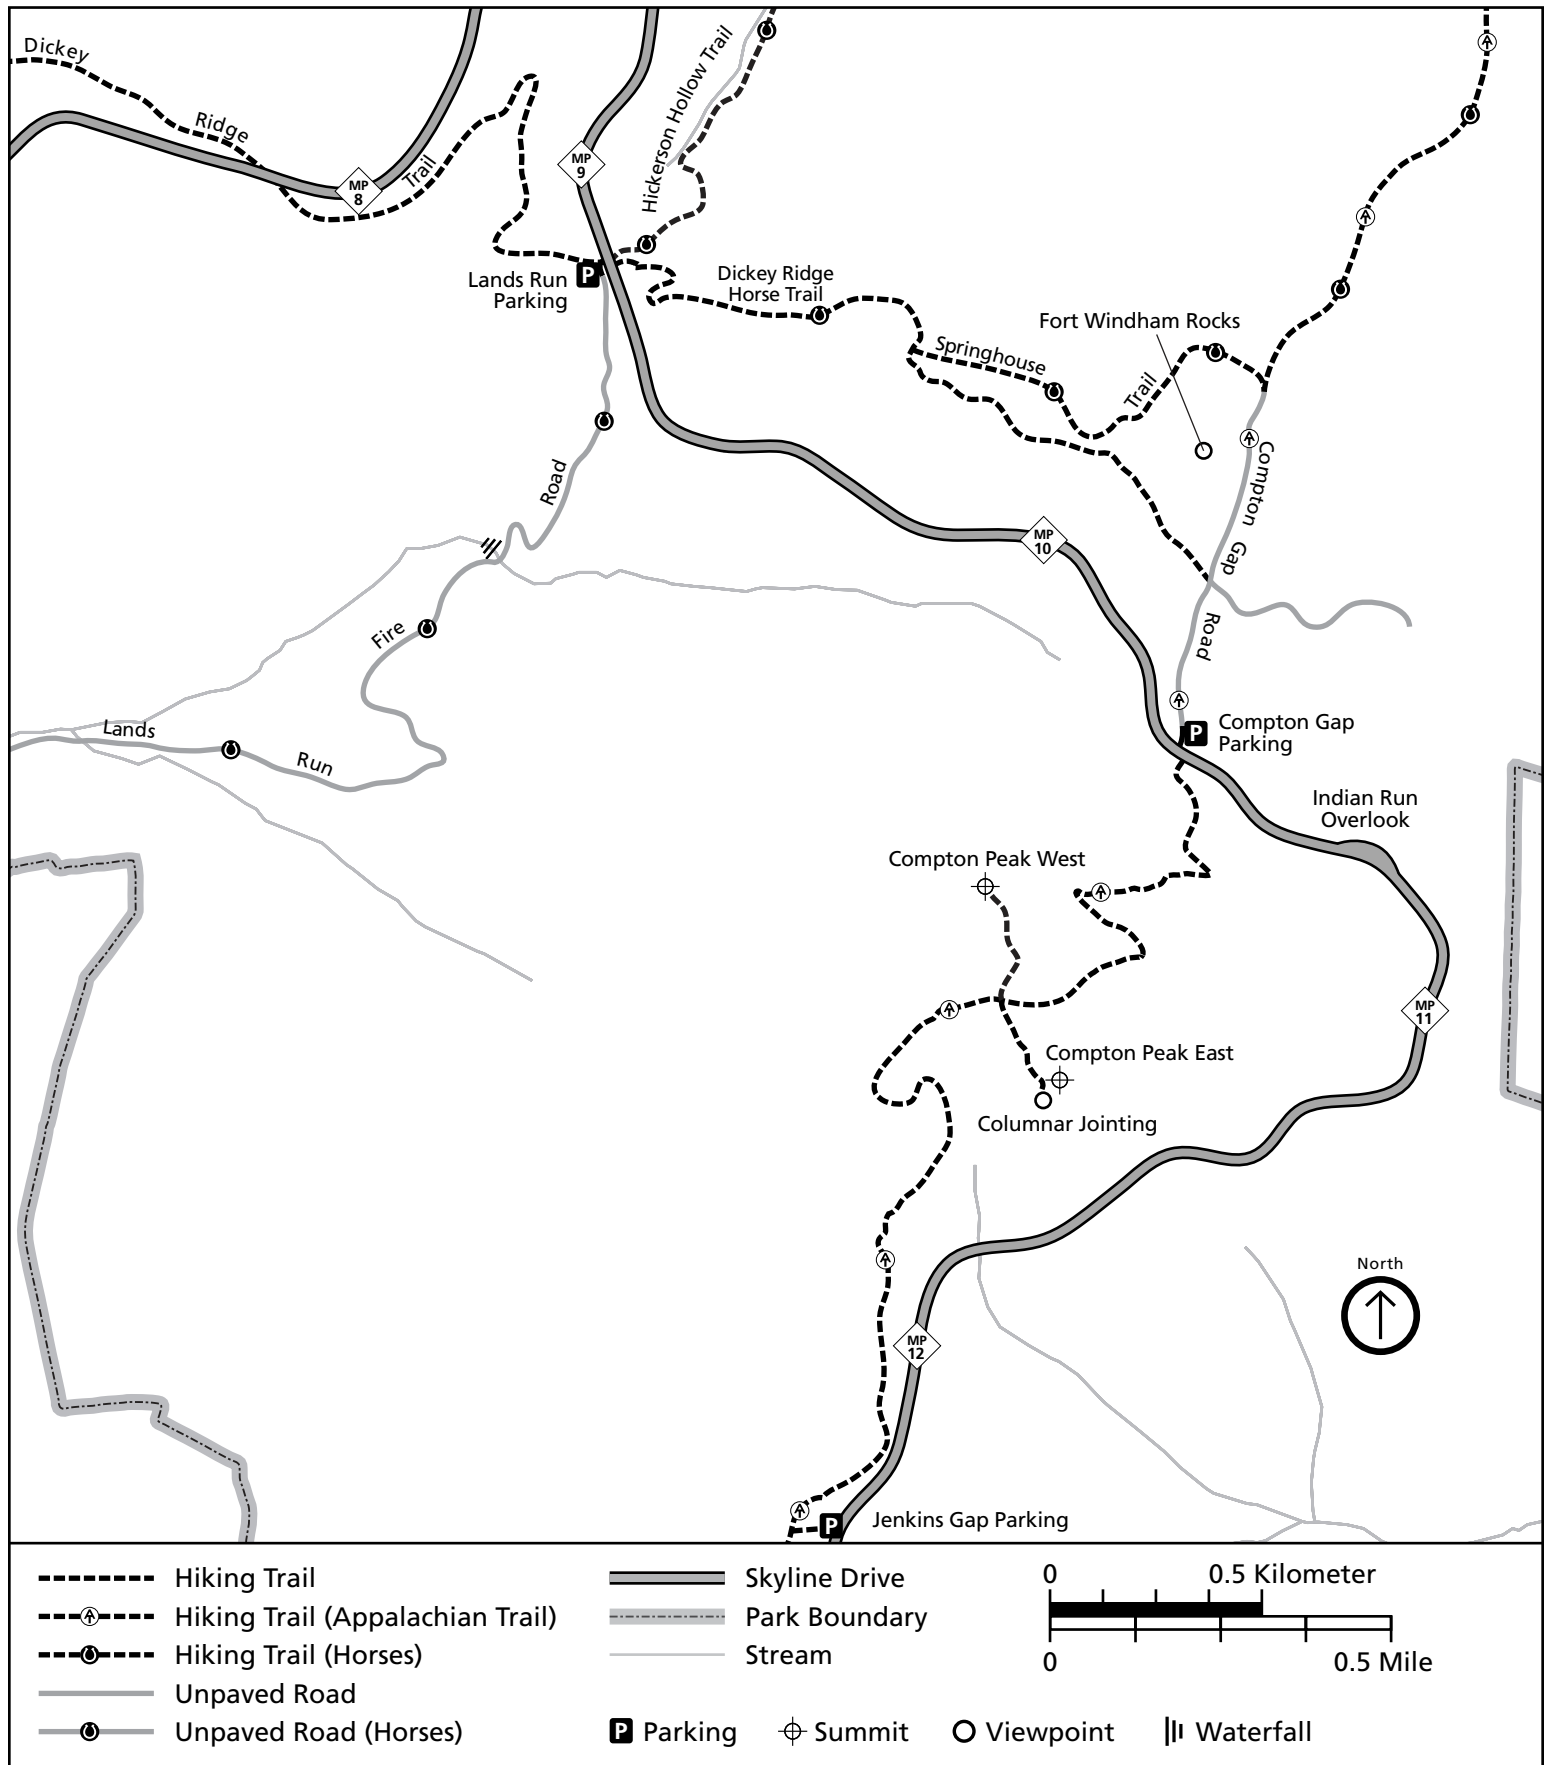 Dickey
Ridge
Trail
MP
8
MP
9
Hickerson Hollow Trail
Lands Run
Parking
Dickey Ridge
Horse Trail
Fort Windham Rocks
Springhouse
Trail
Compton
Gap
Road
MP
10
Road
Fire
Lands
Run
Compton Gap
Parking
Indian Run
Overlook
Compton Peak West
MP
11
Compton Peak East
Columnar Jointing
North
MP
12
Jenkins Gap Parking
P
P
P
Hiking Trail
Hiking Trail (Appalachian Trail)
Hiking Trail (Horses)
Unpaved Road
Unpaved Road (Horses)
Skyline Drive
Park Boundary
Stream
P Parking
Summit
Viewpoint
Waterfall
0 0.5 Kilometer
0 0.5 Mile